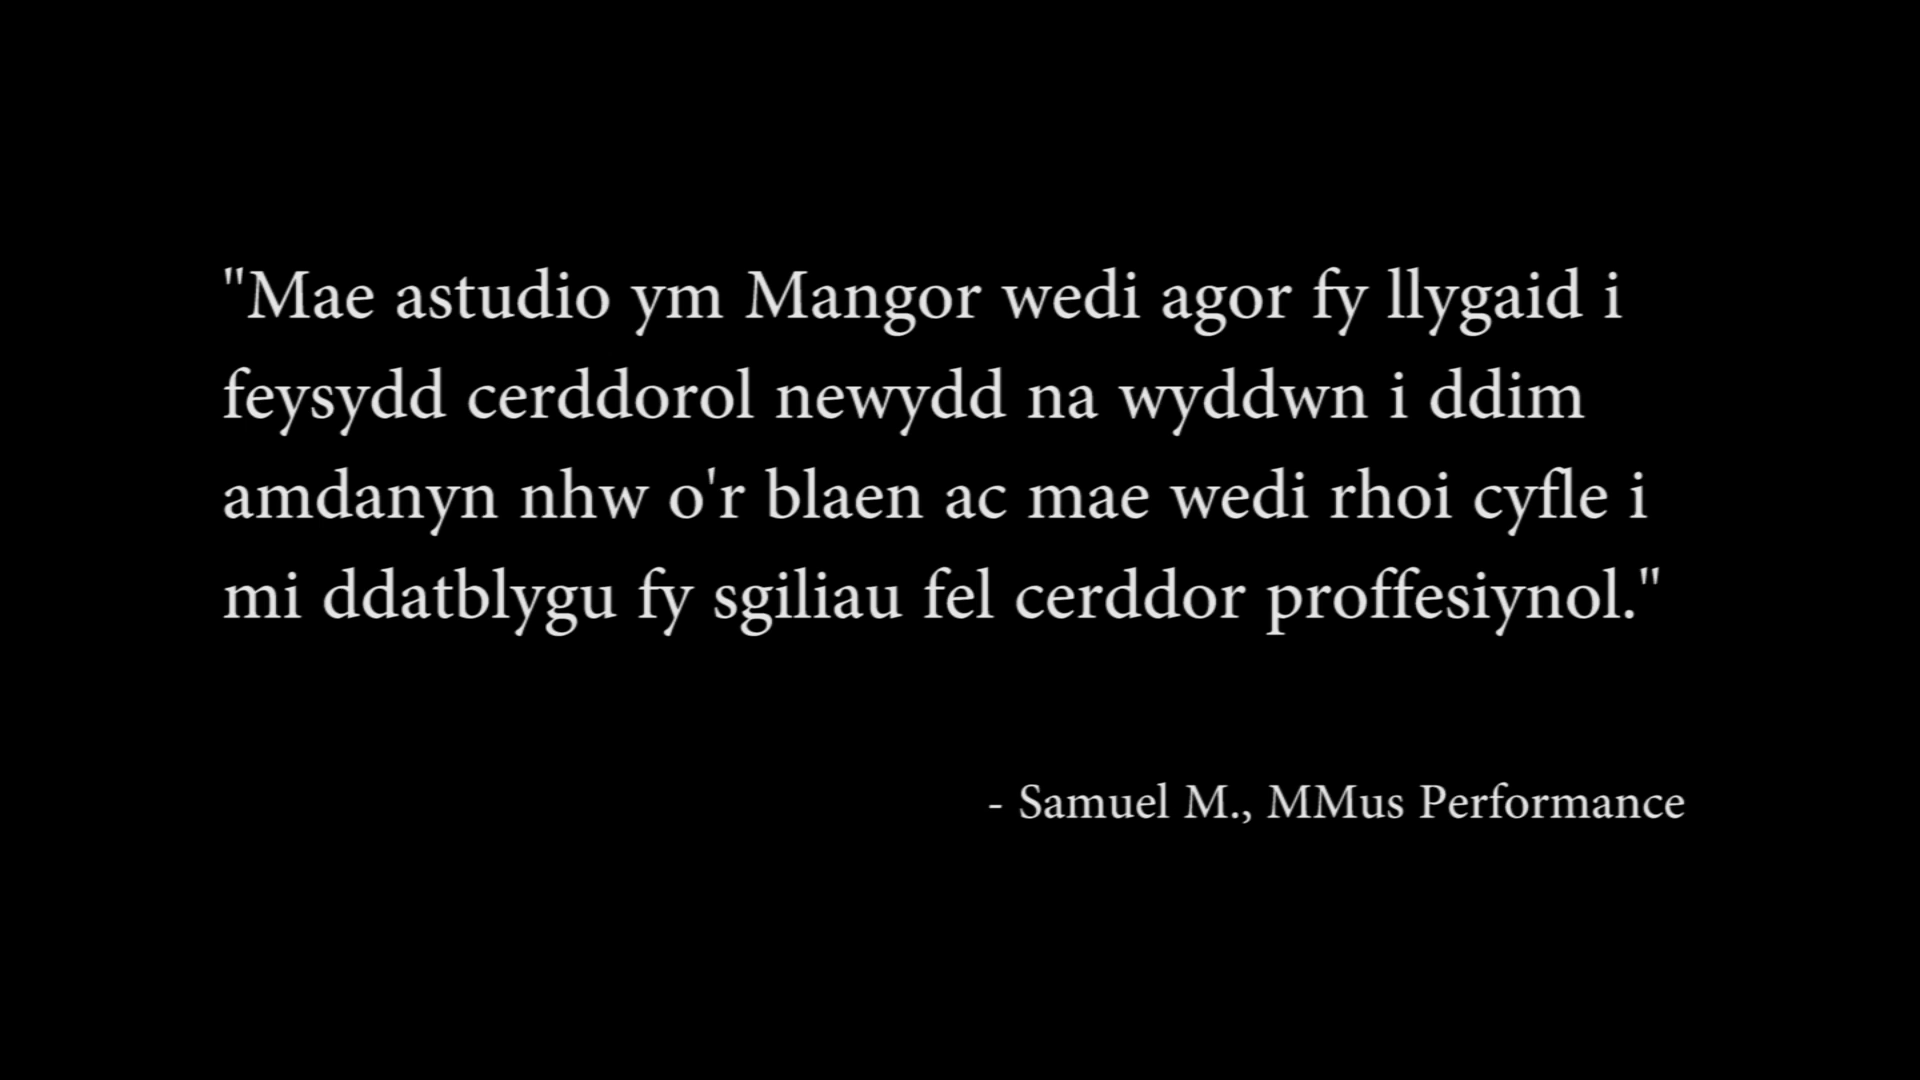 "Mae astudio ym Mangor wedi agor fy llygaid i
feysydd cerddorol newydd na wyddwn i ddim
amdanyn nhw o'r blaen ac mae wedi rhoi cyfle i
mi ddatblygu fy sgiliau fel cerddor proffesiynol."
- Samuel M., MMus Performance